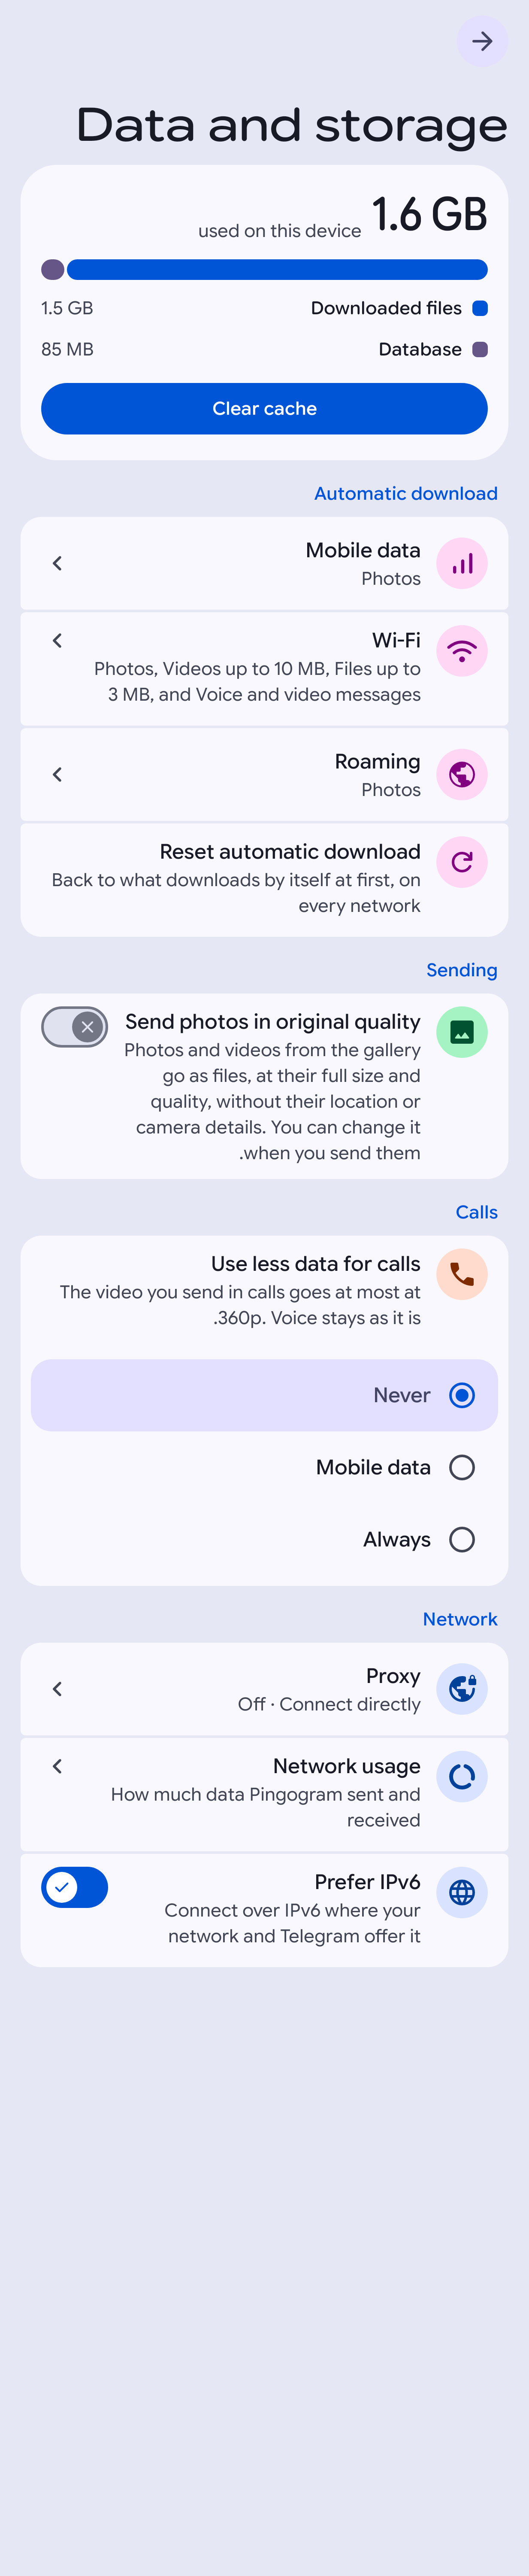 Data and storage
1.6 GB used on this device
Downloaded files 1.5 GB
Database 85 MB
Clear cache
Automatic download
Mobile data
Photos
Wi-Fi
Photos, Videos up to 10 MB, Files up to
3 MB, and Voice and video messages
Roaming
Photos
Reset automatic download
Back to what downloads by itself at first, on
every network
Sending
Send photos in original quality
Photos and videos from the gallery
go as files, at their full size and
quality, without their location or
camera details. You can change it
when you send them.
Calls
Use less data for calls
The video you send in calls goes at most at
360p. Voice stays as it is.
Never
Mobile data
Always
Network
Proxy
Off · Connect directly
Network usage
How much data Pingogram sent and
received
Prefer IPv6
Connect over IPv6 where your
network and Telegram offer it